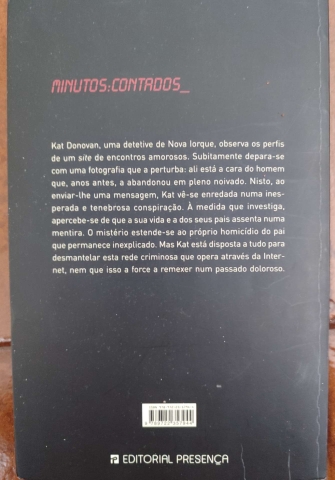 MINUTOS:CONTADOS_
Kat Donovan, uma detetive de Nova Iorque, observa os perfis
de um site de encontros amorosos. Subitamente depara-se
com uma fotografia que a perturba: ali está a cara do homem
que, anos antes, a abandonou em pleno noivado. Nisto, ao
enviar-lhe uma mensagem, Kat vê-se enredada numa ines-
perada e tenebrosa conspiração. À medida que investiga,
apercebe-se de que a sua vida e a dos seus pais assenta numa
mentira. O mistério estende-se ao próprio homicídio do pai
que permanece inexplicado. Mas Kat está disposta a tudo para
desmantelar esta rede criminosa que opera através da Inter-
net, nem que isso a force a remexer num passado doloroso.
EDITORIAL PRESENÇA